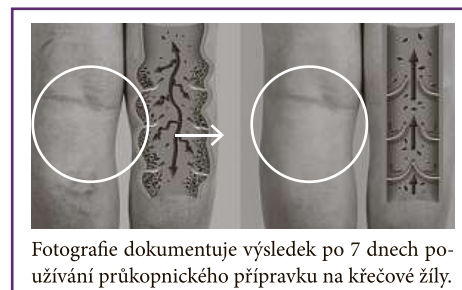 Fotografie dokumentuje výsledek po 7 dnech po-
užívání průkopnického přípravku na křečové žíly.